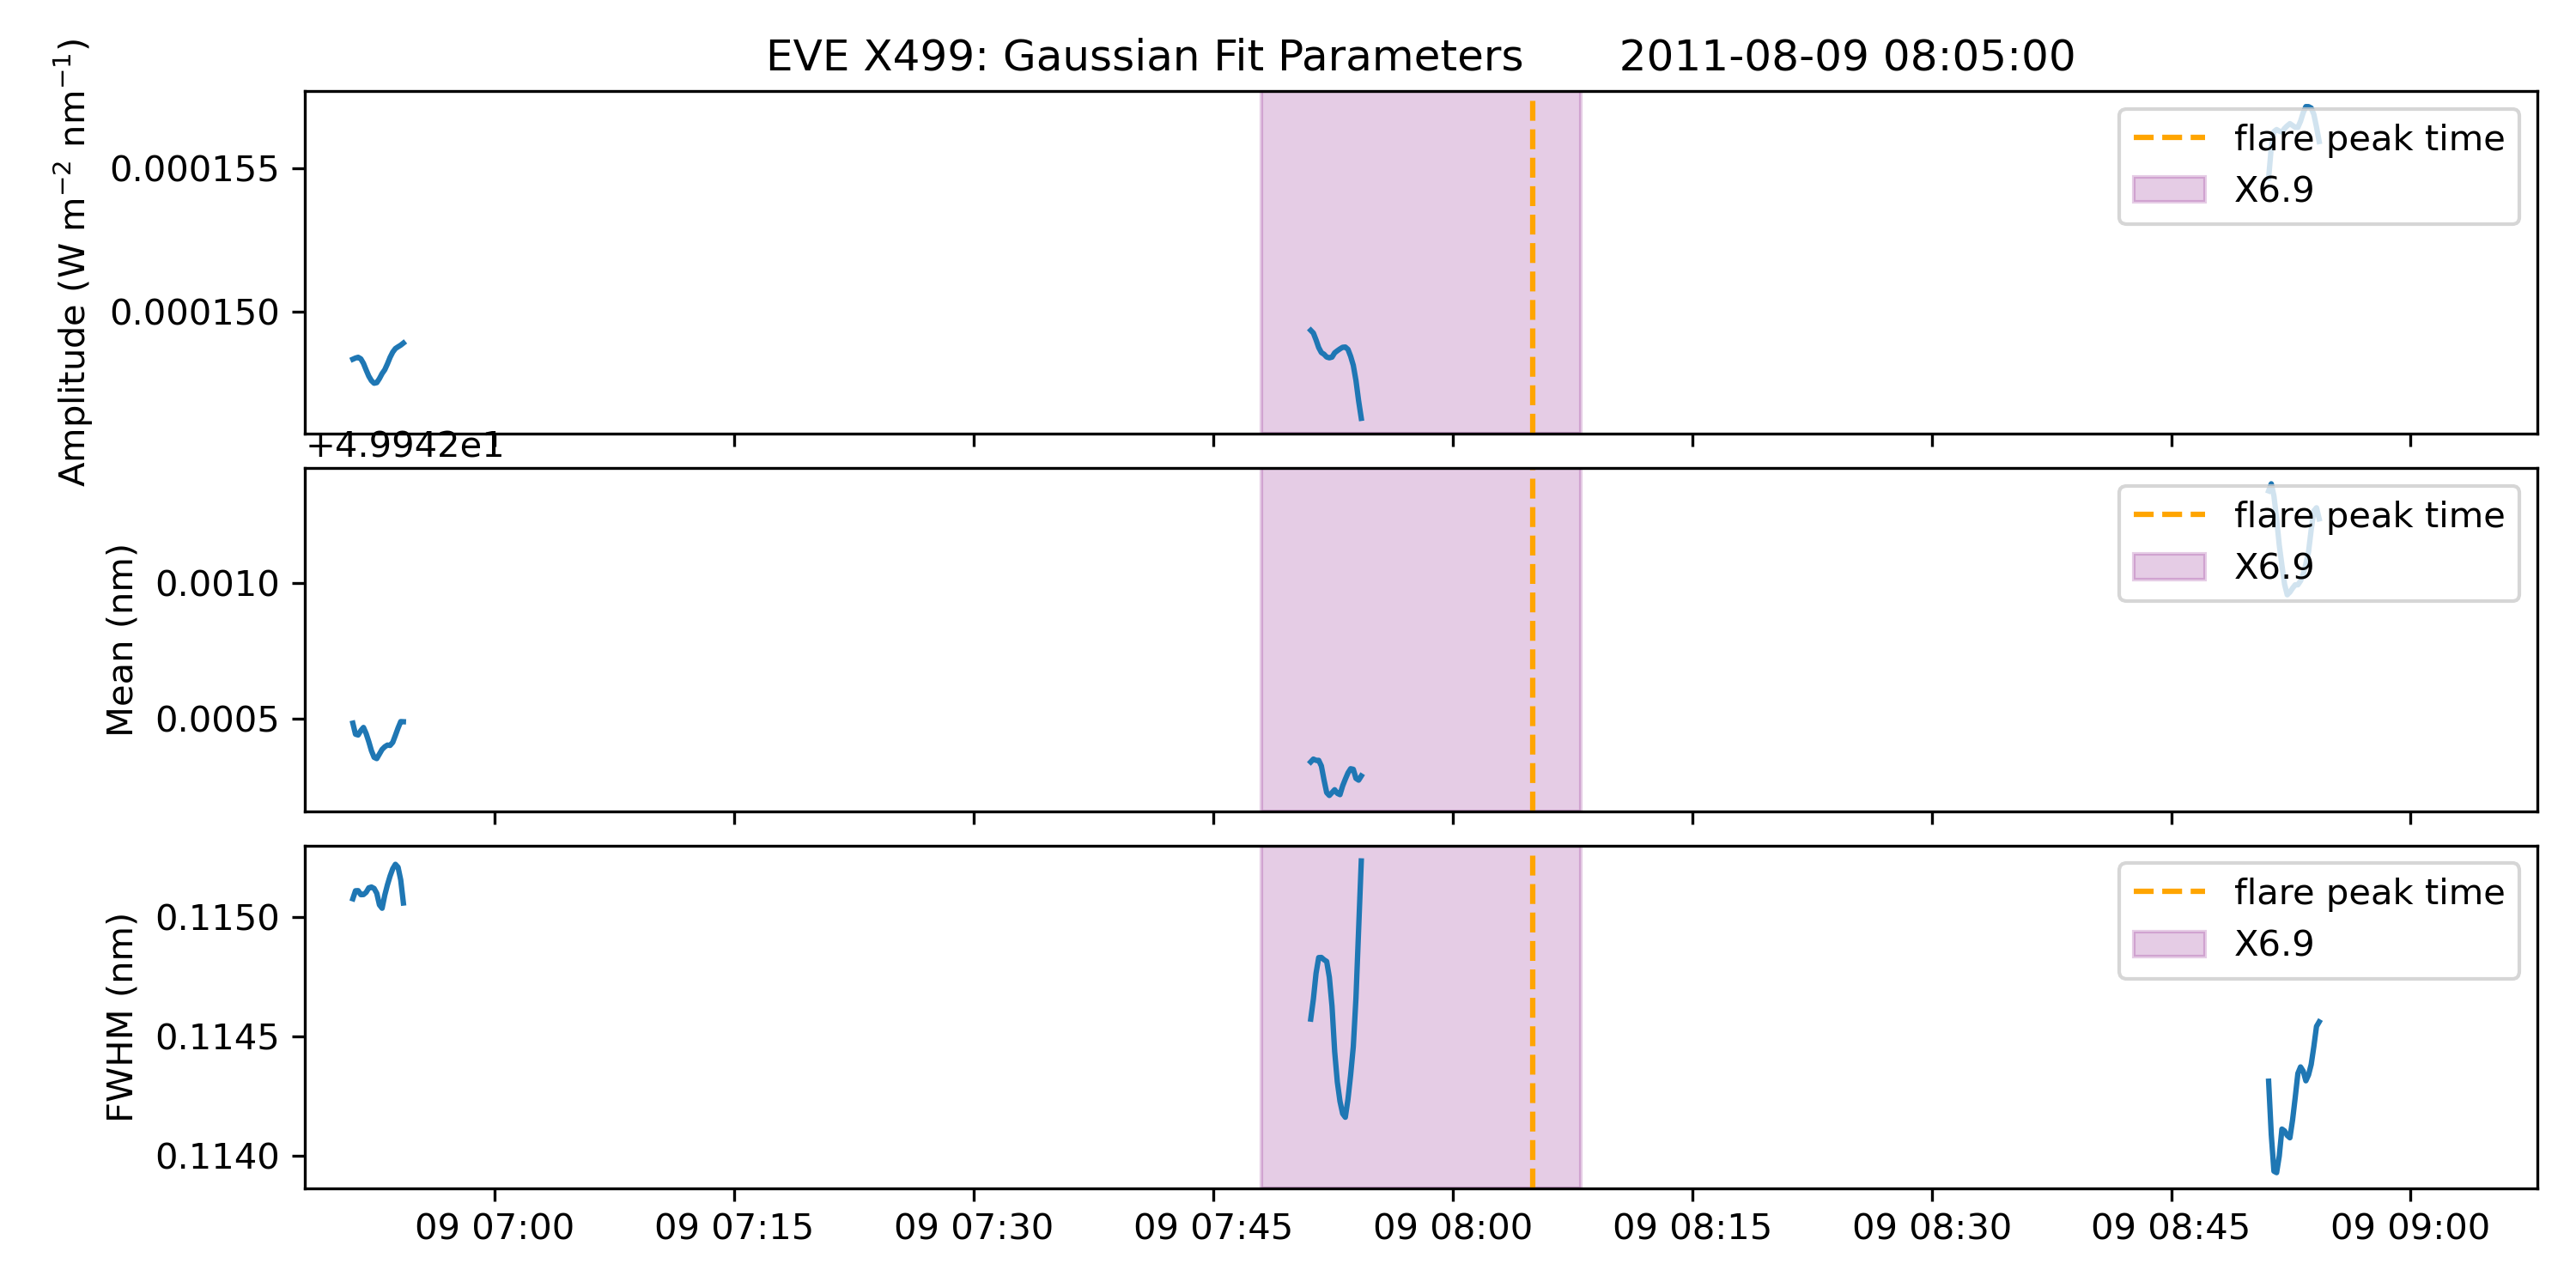 EVE X499: Gaussian Fit Parameters 2011-08-09 08:05:00
Amplitude (W m⁻² nm⁻¹)
0.000155
0.000150
flare peak time
X6.9
+4.9942e1
Mean (nm)
0.0010
0.0005
flare peak time
X6.9
FWHM (nm)
0.1150
0.1145
0.1140
flare peak time
X6.9
09 07:00 09 07:15 09 07:30 09 07:45 09 08:00 09 08:15 09 08:30 09 08:45 09 09:00